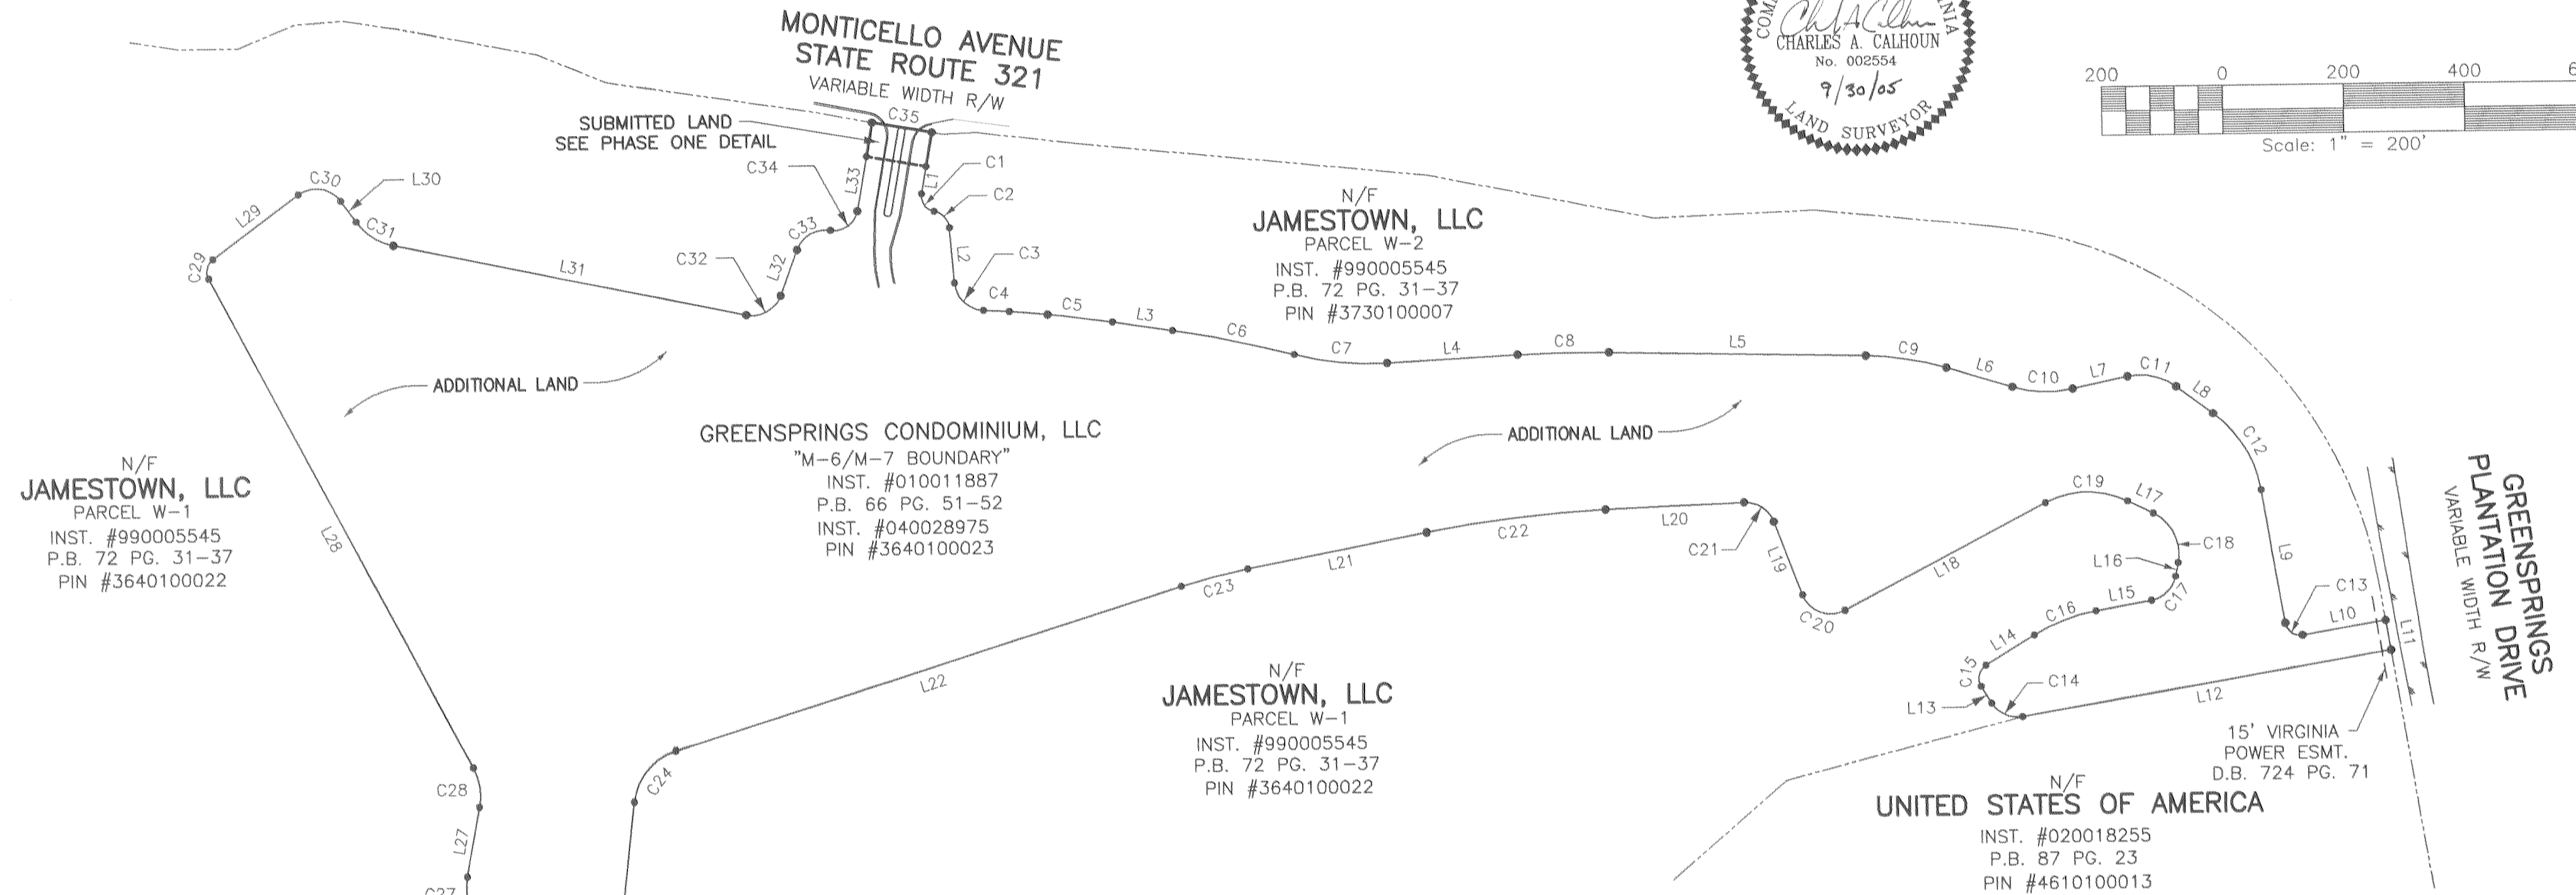 MONTICELLO AVENUE
STATE ROUTE 321
VARIABLE WIDTH R/W
C35
SUBMITTED LAND
SEE PHASE ONE DETAIL
C34
L33
L1
C1
C2
C33
C32
L32
L2
C3
C30
L30
L29
C31
C29
L31
C4
C5
L3
C6
C7
L4
C8
L5
C9
L6
C10
L7
C11
L8
C12
L9
C13
L10
L11
L12
CHARLES A. CALHOUN
No. 002554
9/30/05
LAND SURVEYOR
200 0 200 400
Scale: 1" = 200'
N/F
JAMESTOWN, LLC
PARCEL W-2
INST. #990005545
P.B. 72 PG. 31-37
PIN #3730100007
ADDITIONAL LAND
GREENSPRINGS CONDOMINIUM, LLC
"M-6/M-7 BOUNDARY"
INST. #010011887
P.B. 66 PG. 51-52
INST. #040028975
PIN #3640100023
ADDITIONAL LAND
N/F
JAMESTOWN, LLC
PARCEL W-1
INST. #990005545
P.B. 72 PG. 31-37
PIN #3640100022
L28
C28
L27
C27
C24
L22
C23
L21
C22
L20
C21
L19
C20
L18
C19
L17
C18
L16
C17
L15
C16
L14
C15
L13
C14
GREENSPRINGS
PLANTATION DRIVE
VARIABLE WIDTH R/W
N/F
JAMESTOWN, LLC
PARCEL W-1
INST. #990005545
P.B. 72 PG. 31-37
PIN #3640100022
15' VIRGINIA
POWER ESMT.
D.B. 724 PG. 71
N/F
UNITED STATES OF AMERICA
INST. #020018255
P.B. 87 PG. 23
PIN #4610100013